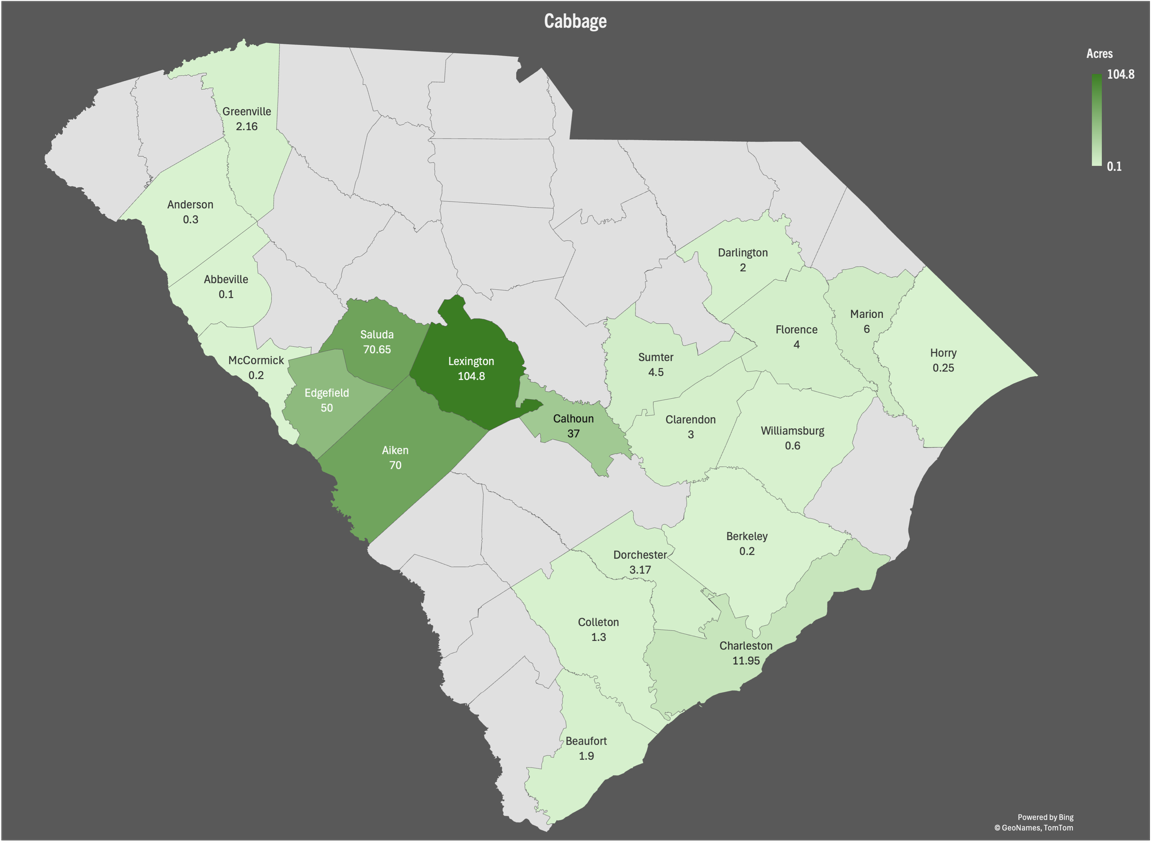 Cabbage
Acres
104.8
0.1
Greenville
2.16
Anderson
0.3
Abbeville
0.1
McCormick
0.2
Saluda
70.65
Edgefield
50
Lexington
104.8
Aiken
70
Calhoun
37
Darlington
2
Marion
6
Florence
4
Horry
0.25
Sumter
4.5
Clarendon
3
Williamsburg
0.6
Berkeley
0.2
Dorchester
3.17
Colleton
1.3
Charleston
11.95
Beaufort
1.9
Powered by Bing
© GeoNames, TomTom